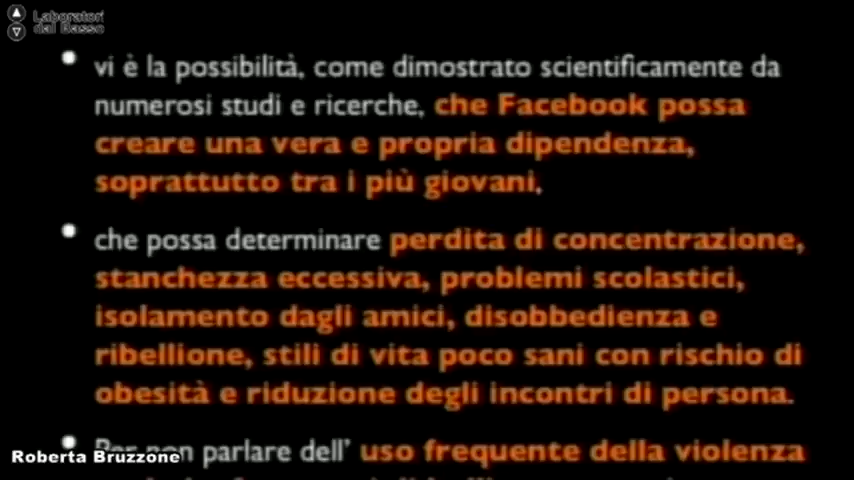 Laboratori
dal Basso
vi è la possibilità, come dimostrato scientificamente da
numerosi studi e ricerche, che Facebook possa
creare una vera e propria dipendenza,
soprattutto tra i più giovani,
che possa determinare perdita di concentrazione,
stanchezza eccessiva, problemi scolastici,
isolamento dagli amici, disobbedienza e
ribellione, stili di vita poco sani con rischio di
obesità e riduzione degli incontri di persona.
Per non parlare dell' uso frequente della violenza
Roberta Bruzzone